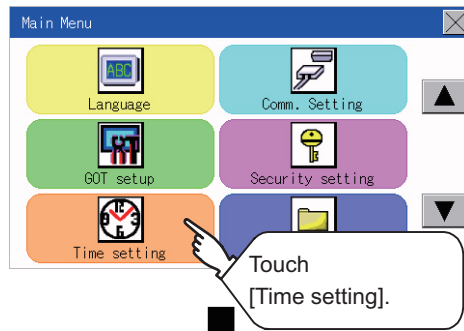 Main Menu
ABC
Language
Comm. Setting
GOT setup
Security setting
Time setting
Touch
[Time setting].